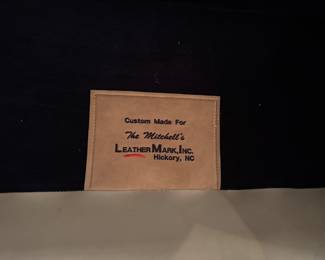 Custom Made For
The Mitchell's
LEATHERMARK,INC.
Hickory, NC